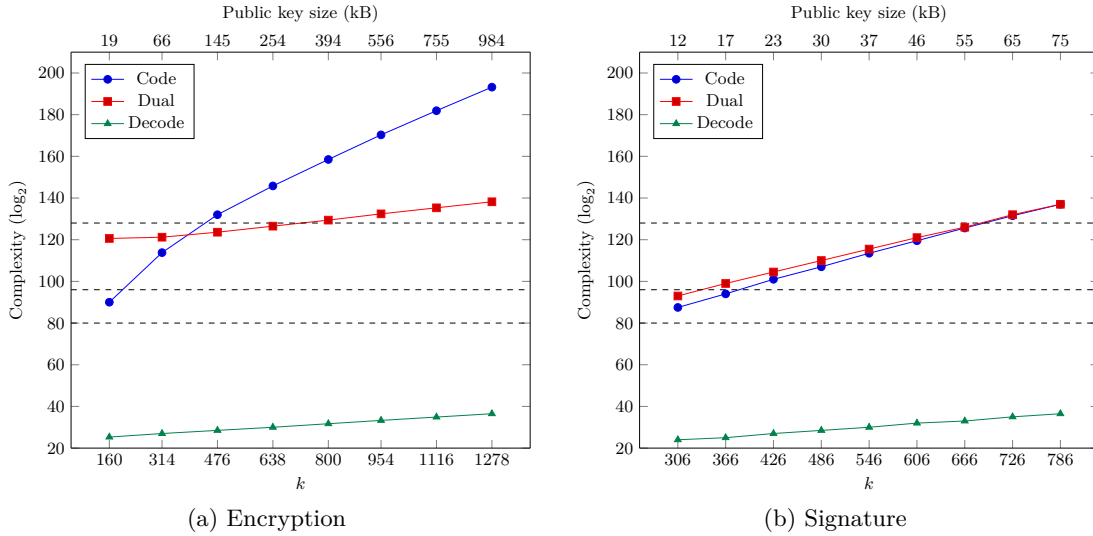 Public key size (kB)
19 66 145 254 394 556 755 984
200
180
160
140
120
100
80
60
40
20
Complexity (log₂)
Code
Dual
Decode
160 314 476 638 800 954 1116 1278
k
(a) Encryption
Public key size (kB)
12 17 23 30 37 46 55 65 75
200
180
160
140
120
100
80
60
40
20
Complexity (log₂)
Code
Dual
Decode
306 366 426 486 546 606 666 726 786
k
(b) Signature